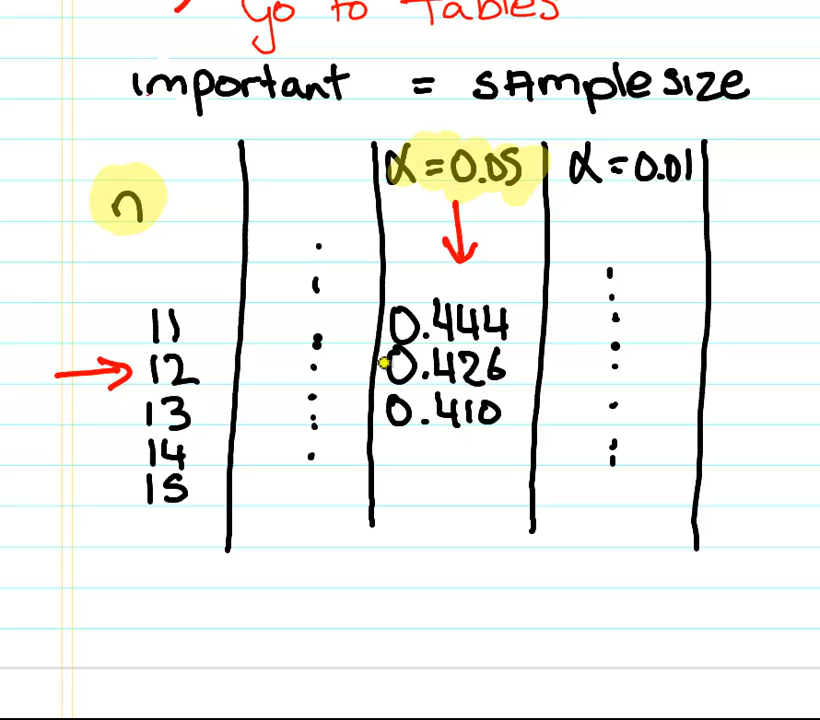 Go to Tables
important = SAMple SIZE
n α = 0.05 α = 0.01
11 0.444
12 0.426
13 0.410
14
15